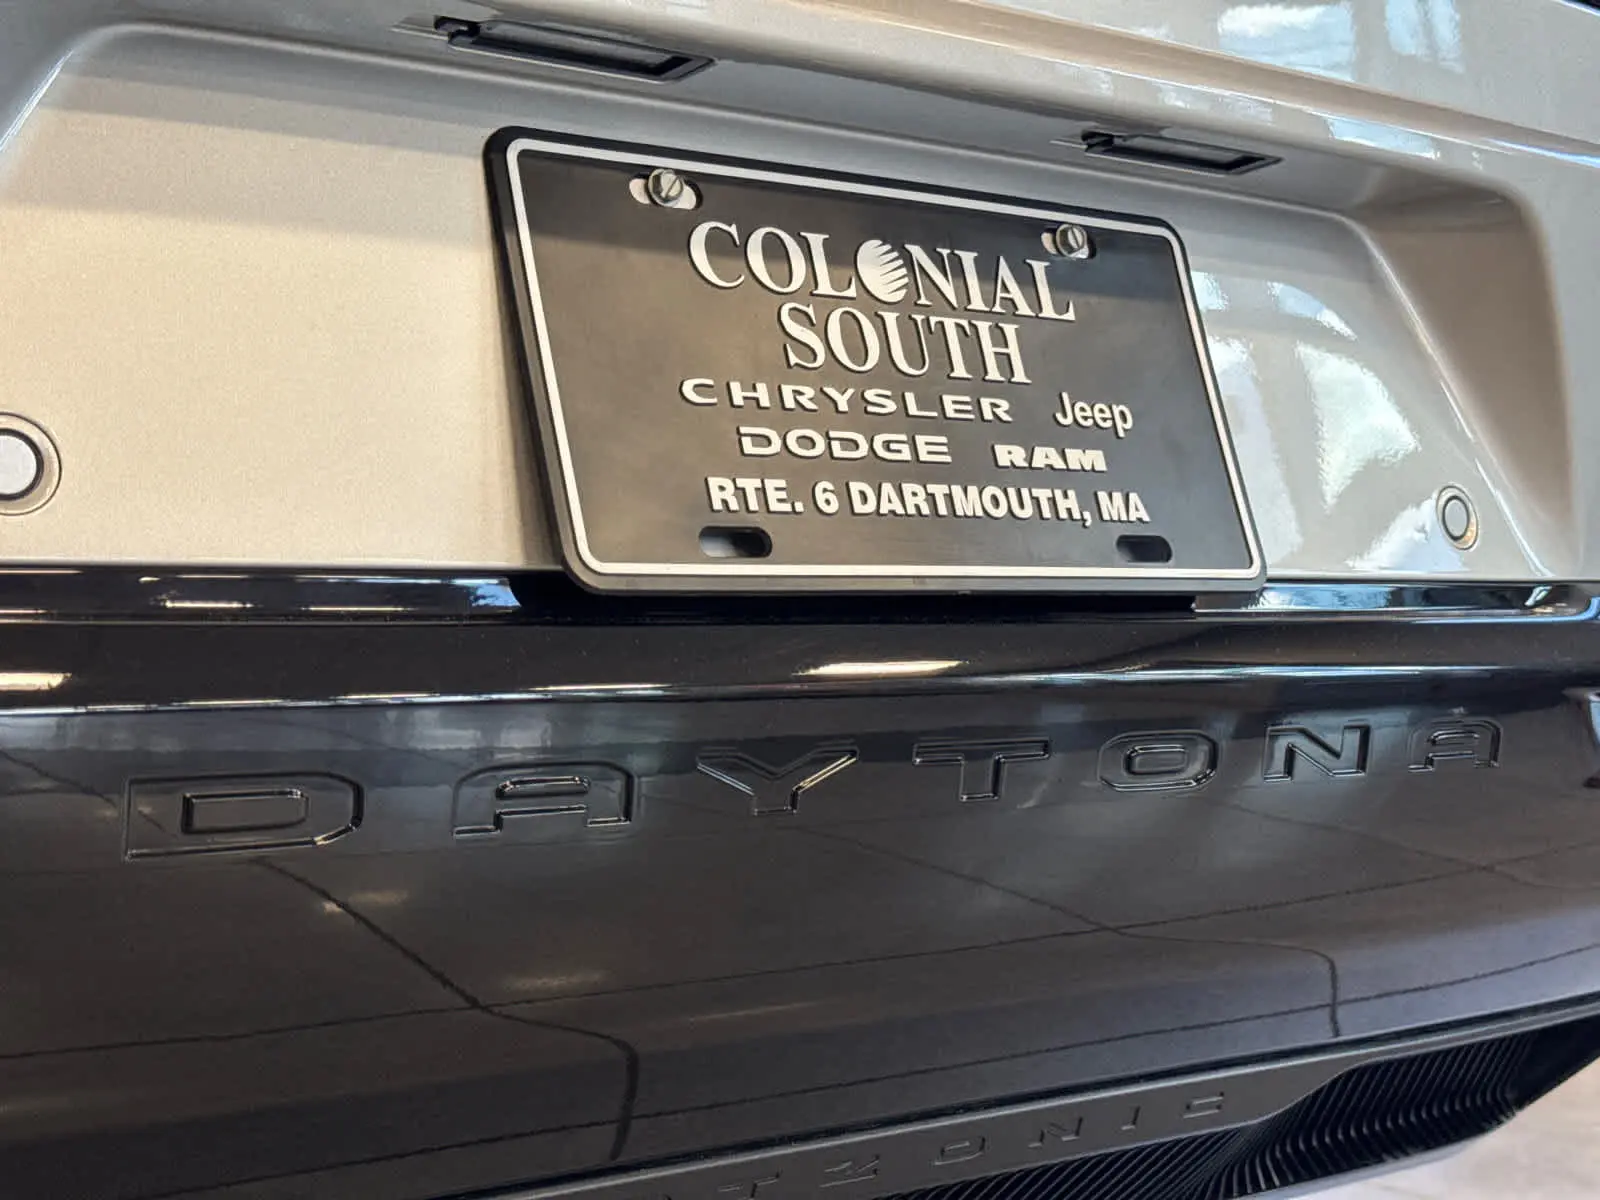 COLONIAL
SOUTH
CHRYSLER Jeep
DODGE RAM
RTE. 6 DARTMOUTH, MA
DAYTONA